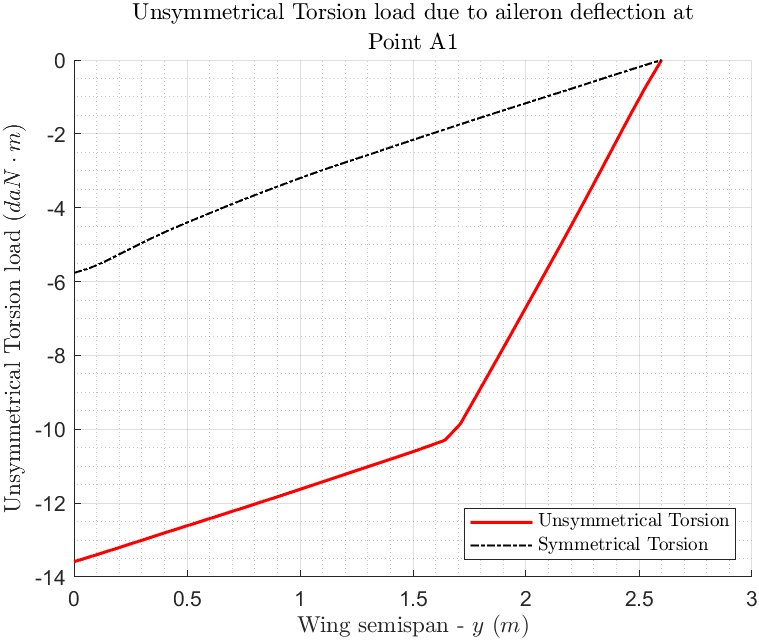 Unsymmetrical Torsion load due to aileron deflection at
Point A1
Unsymmetrical Torsion load (daN · m)
0
-2
-4
-6
-8
-10
-12
-14
0
0.5
1
1.5
2
2.5
3
Wing semispan - y (m)
Unsymmetrical Torsion
Symmetrical Torsion